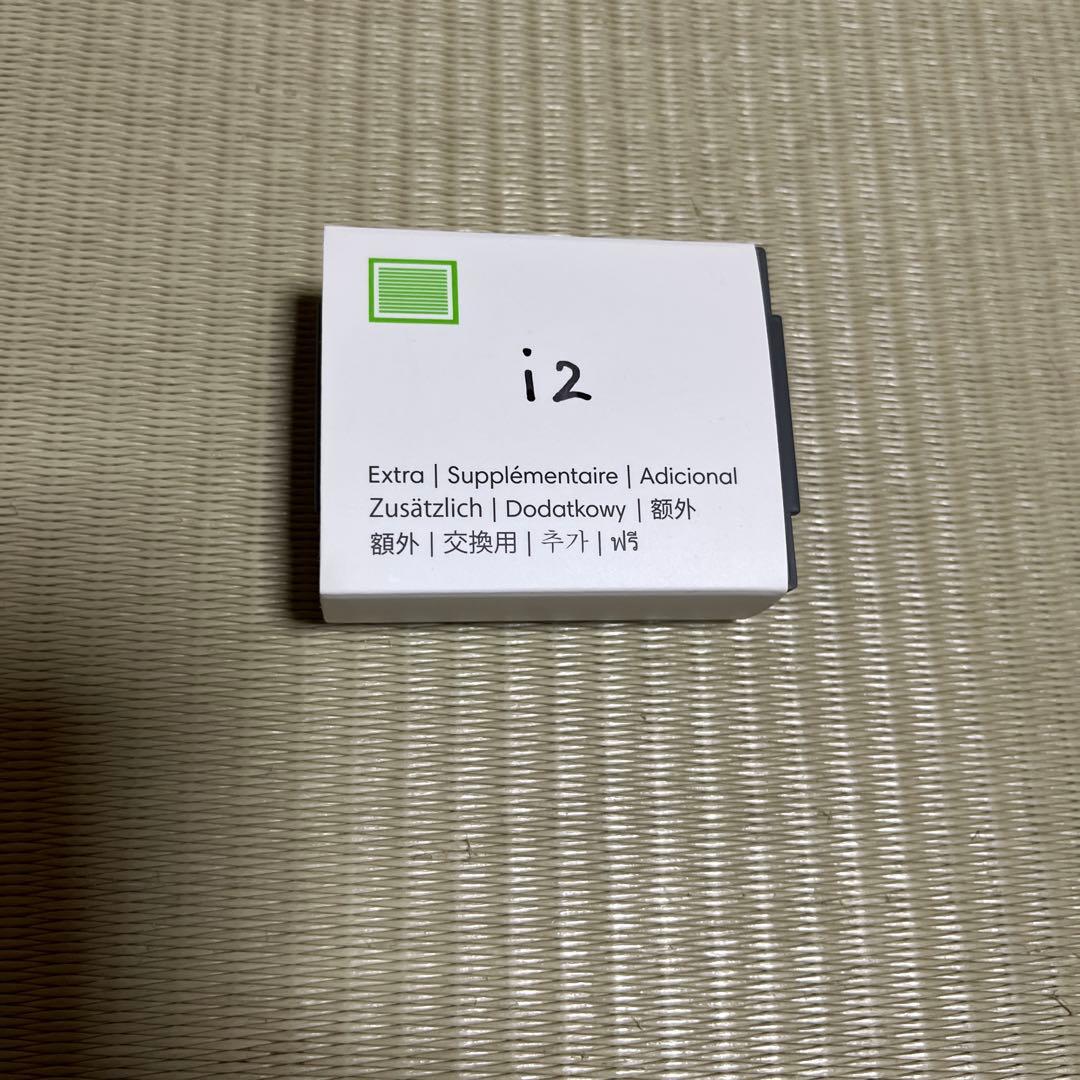 i2
Extra | Supplémentaire | Adicional
Zusätzlich | Dodatkowy | 额外
額外 | 交換用 | 추가 | ฟรี